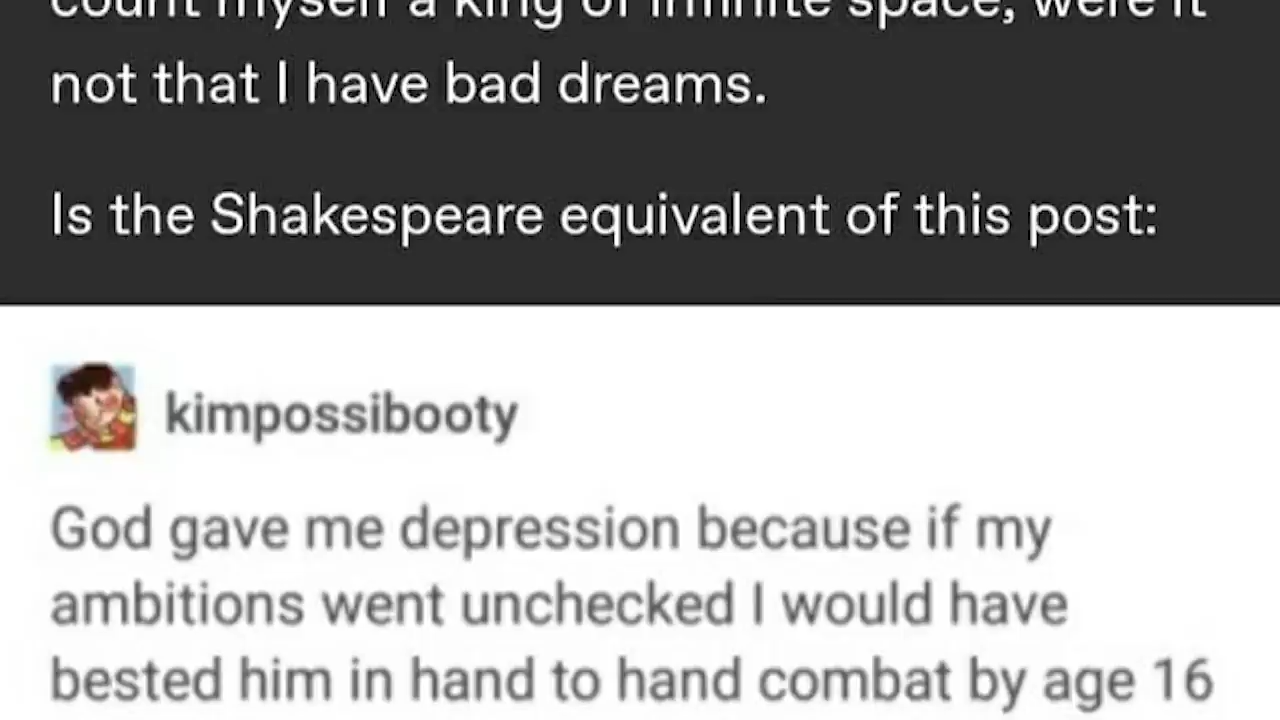 count myself a king of infinite space, were it
not that I have bad dreams.
Is the Shakespeare equivalent of this post:
kimpossibooty
God gave me depression because if my
ambitions went unchecked I would have
bested him in hand to hand combat by age 16